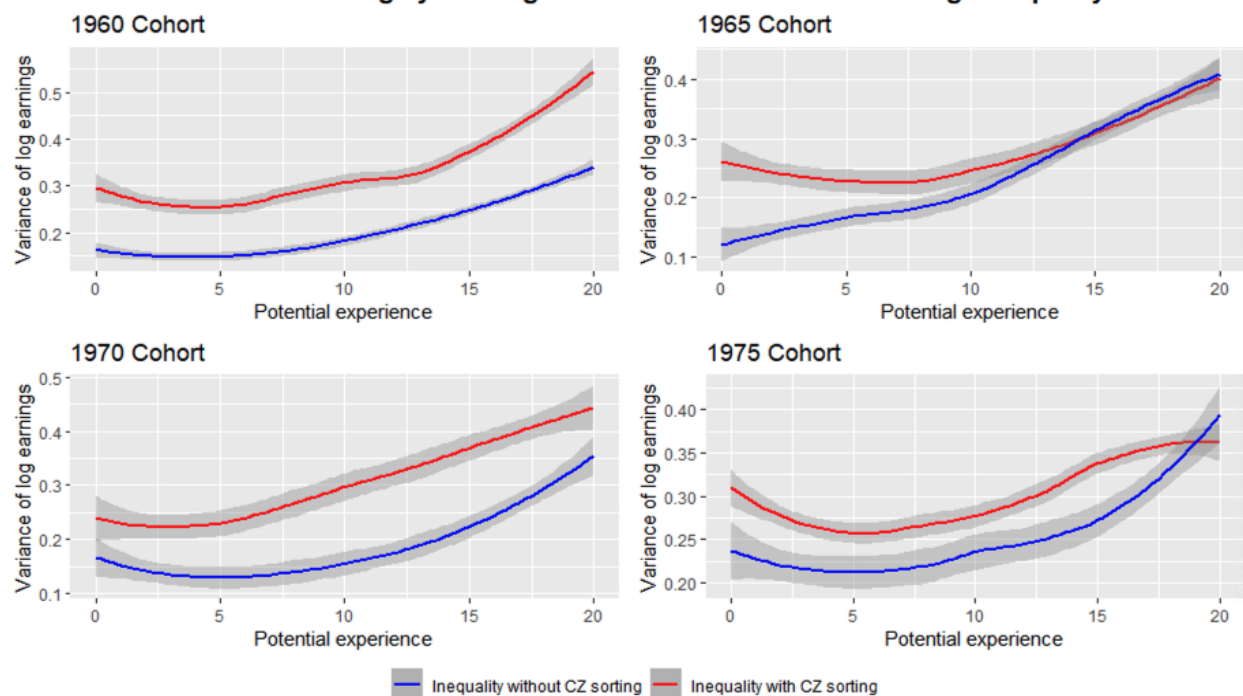 1960 Cohort
Variance of log earnings
0.5
0.4
0.3
0.2
0 5 10 15 20
Potential experience
1965 Cohort
Variance of log earnings
0.4
0.3
0.2
0.1
0 5 10 15 20
Potential experience
1970 Cohort
Variance of log earnings
0.5
0.4
0.3
0.2
0.1
0 5 10 15 20
Potential experience
1975 Cohort
Variance of log earnings
0.40
0.35
0.30
0.25
0.20
0 5 10 15 20
Potential experience
Inequality without CZ sorting Inequality with CZ sorting